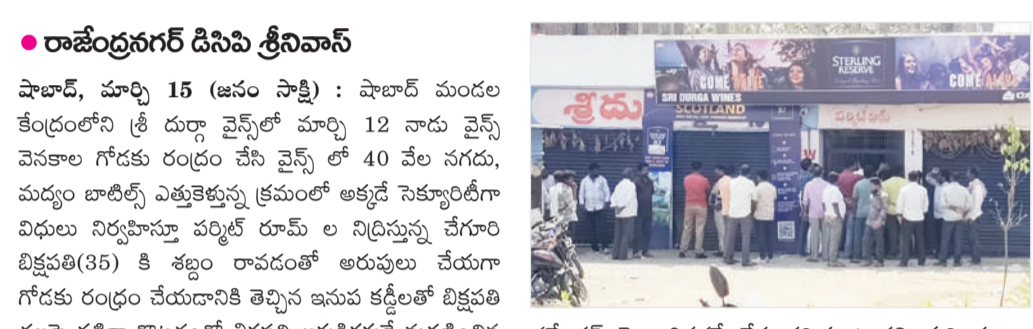 రాజేంద్రనగర్ డిసిపి శ్రీనివాస్
షాబాద్, మార్చి 15 (జనం సాక్షి) : షాబాద్ మండల
కేంద్రంలోని శ్రీ దుర్గా వైన్స్‌లో మార్చి 12 నాడు వైన్స్
వెనకాల గోడకు రంద్రం చేసి వైన్స్ లో 40 వేల నగదు,
మద్యం బాటిల్స్ ఎత్తుకెళ్తున్న క్రమంలో అక్కడే సెక్యూరిటీగా
విధులు నిర్వహిస్తూ పర్మిట్ రూమ్ ల నిద్రిస్తున్న చేగూరి
బిక్షపతి(35) కి శబ్దం రావడంతో అరుపులు చేయగా
గోడకు రంధ్రం చేయడానికి తెచ్చిన ఇనుప కడ్డీలతో బిక్షపతి
COME ALIVE
STERLING
RESERVE
COME ALIVE
SRI DURGA WINES
SCOTLAND
శ్రీ దు
పర్మిట్ రూమ్